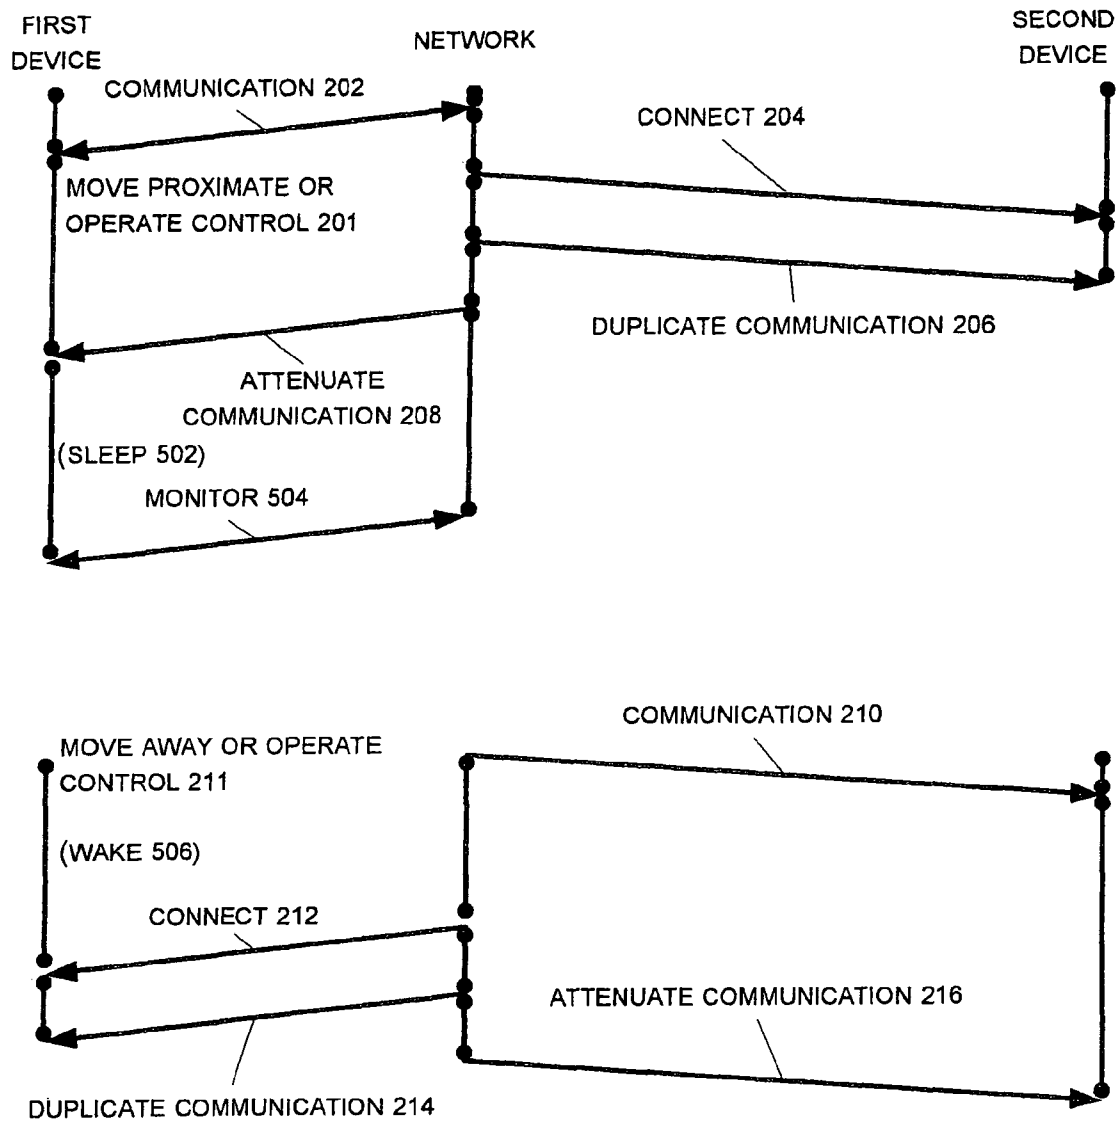 FIRST
DEVICE
NETWORK
SECOND
DEVICE
COMMUNICATION 202
CONNECT 204
MOVE PROXIMATE OR
OPERATE CONTROL 201
DUPLICATE COMMUNICATION 206
ATTENUATE
COMMUNICATION 208
(SLEEP 502)
MONITOR 504
COMMUNICATION 210
MOVE AWAY OR OPERATE
CONTROL 211
(WAKE 506)
CONNECT 212
ATTENUATE COMMUNICATION 216
DUPLICATE COMMUNICATION 214